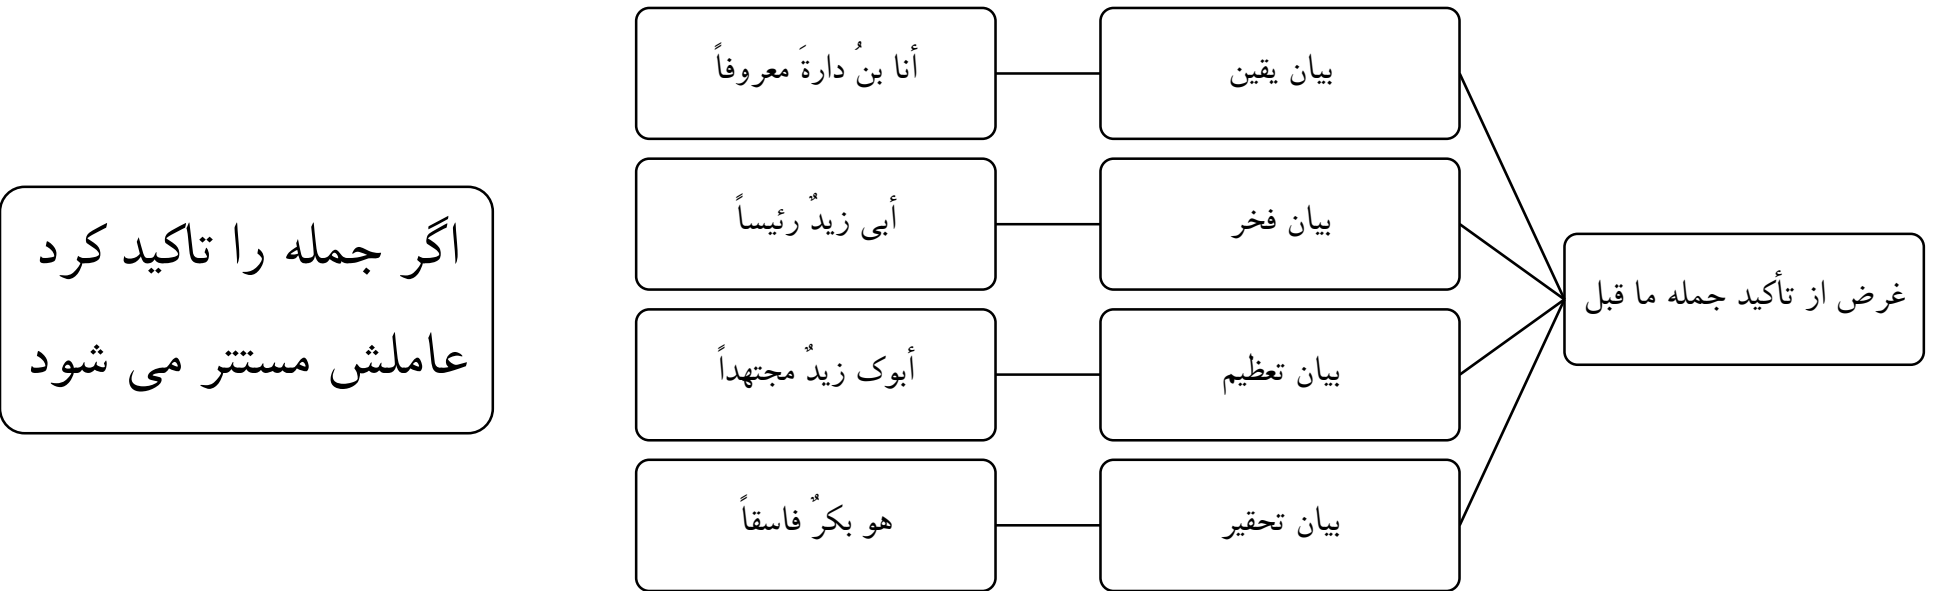 غرض از تأکید جمله ما قبل
بیان یقین
أنا بنُ دارةَ معروفاً
بیان فخر
أبی زیدٌ رئیساً
بیان تعظیم
أبوک زیدٌ مجتهداً
بیان تحقیر
هو بکرٌ فاسقاً
اگر جمله را تاکید کرد
عاملش مستتر می شود